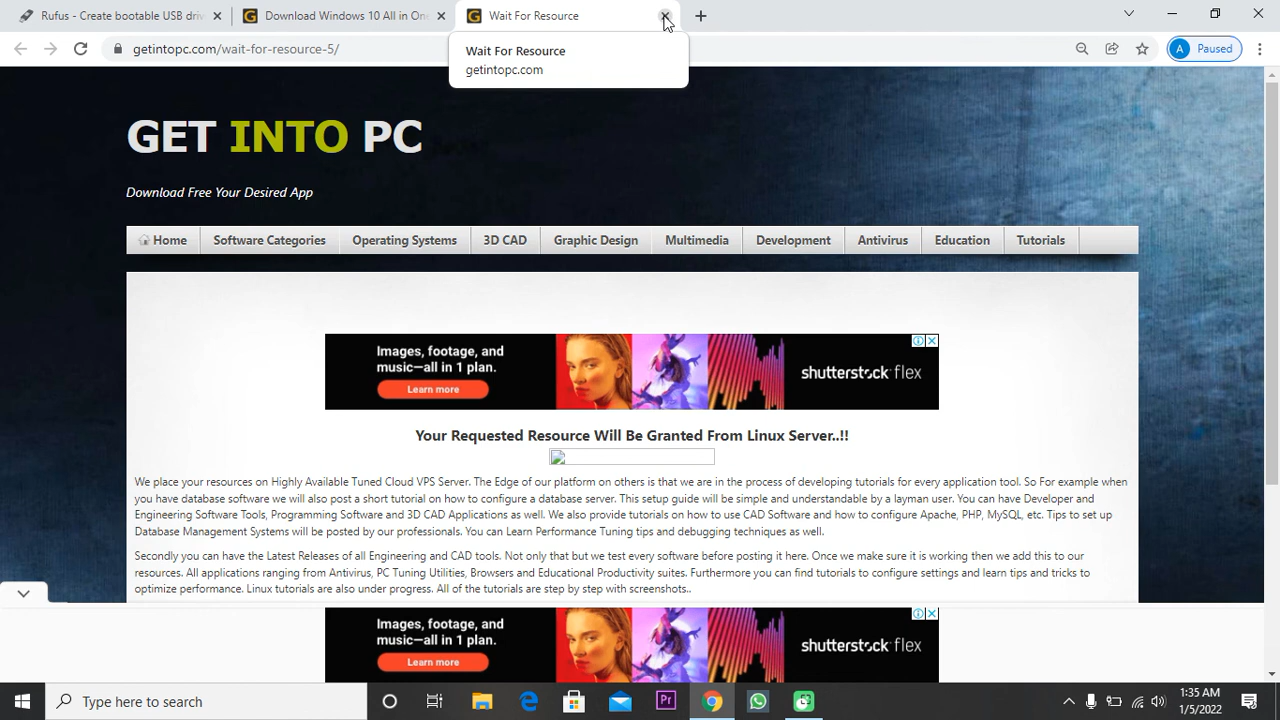 Rufus - Create bootable USB driv
Download Windows 10 All in One
Wait For Resource
getintopc.com/wait-for-resource-5/
A
Paused
Wait For Resource
getintopc.com
GET INTO PC
Download Free Your Desired App
Home
Software Categories
Operating Systems
3D CAD
Graphic Design
Multimedia
Development
Antivirus
Education
Tutorials
Images, footage, and
music—all in 1 plan.
Learn more
shutterstock flex
Your Requested Resource Will Be Granted From Linux Server..!!
We place your resources on Highly Available Tuned Cloud VPS Server. The Edge of our platform on others is that we are in the process of developing tutorials for every application tool. So For example when
you have database software we will also post a short tutorial on how to configure a database server. This setup guide will be simple and understandable by a layman user. You can have Developer and
Engineering Software Tools, Programming Software and 3D CAD Applications as well. We also provide tutorials on how to use CAD Software and how to configure Apache, PHP, MySQL, etc. Tips to set up
Database Management Systems will be posted by our professionals. You can Learn Performance Tuning tips and debugging techniques as well.
Secondly you can have the Latest Releases of all Engineering and CAD tools. Not only that but we test every software before posting it here. Once we make sure it is working then we add this to our
resources. All applications ranging from Antivirus, PC Tuning Utilities, Browsers and Educational Productivity suites. Furthermore you can find tutorials to configure settings and learn tips and tricks to
optimize performance. Linux tutorials are also under progress. All of the tutorials are step by step with screenshots..
Images, footage, and
music—all in 1 plan.
Learn more
shutterstock flex
Type here to search
Pr
1:35 AM
1/5/2022